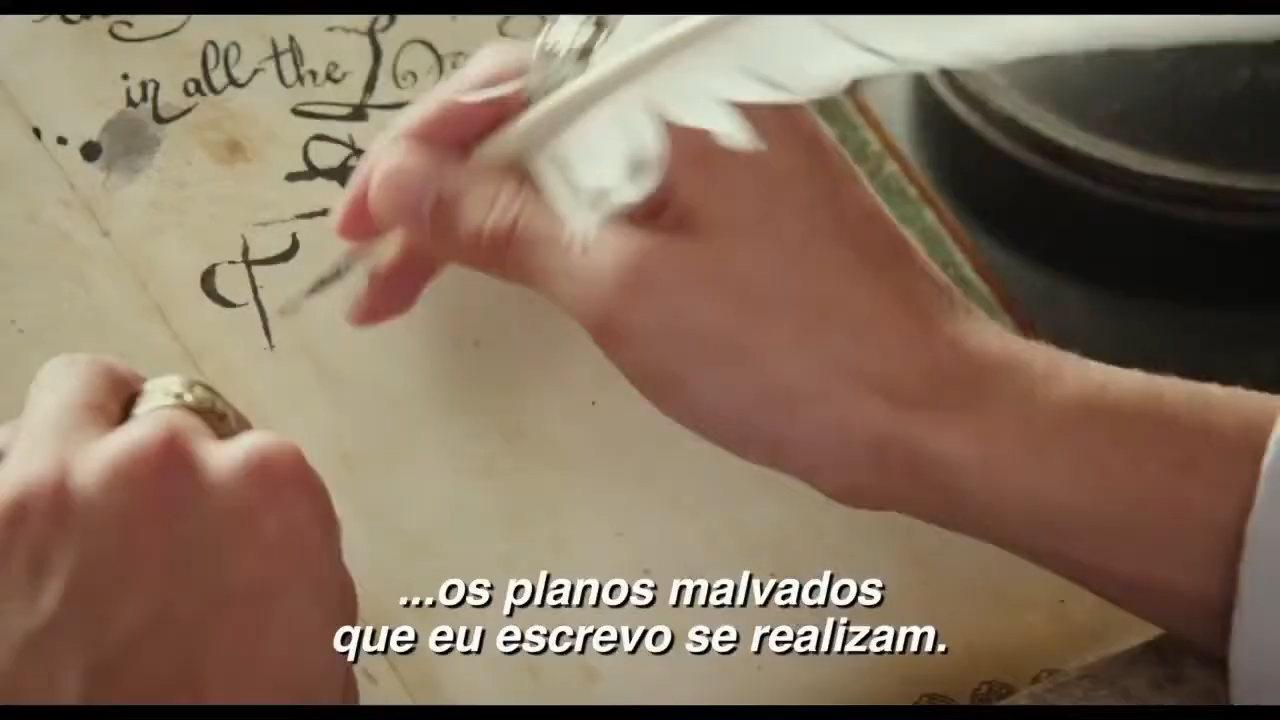 in all the
...os planos malvados
que eu escrevo se realizam.